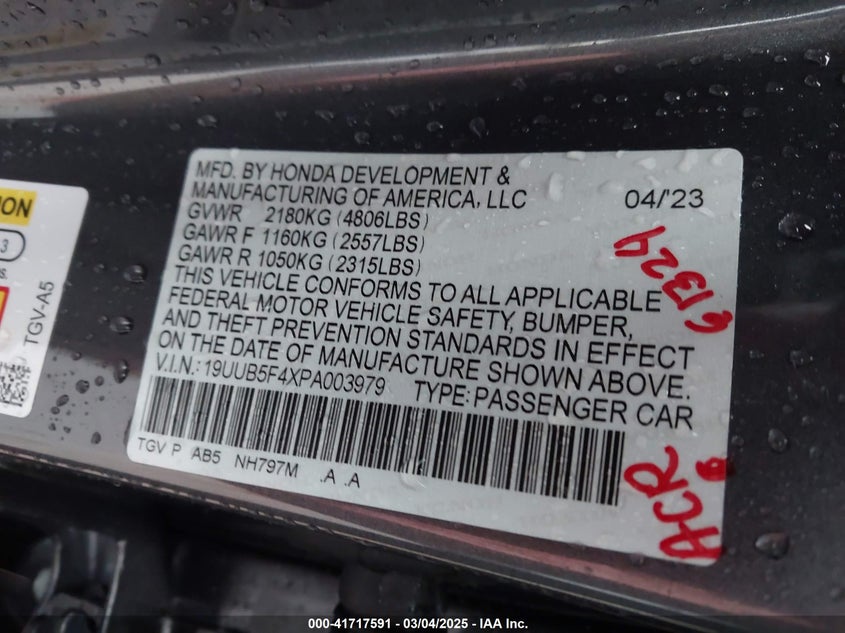 MFD. BY HONDA DEVELOPMENT &
MANUFACTURING OF AMERICA, LLC 04/'23
GVWR 2180KG (4806LBS)
GAWR F 1160KG (2557LBS)
GAWR R 1050KG (2315LBS)
THIS VEHICLE CONFORMS TO ALL APPLICABLE
FEDERAL MOTOR VEHICLE SAFETY, BUMPER,
AND THEFT PREVENTION STANDARDS IN EFFECT
ON THE DATE OF MANUFACTURE SHOWN ABOVE.
V.I.N.: 19UUB5F4XPA003979 TYPE: PASSENGER CAR
TGV P AB5 NH797M .A .A
61324
ACR
ION
3
s.
TGV-A5
000-41717591 - 03/04/2025 - IAA Inc.